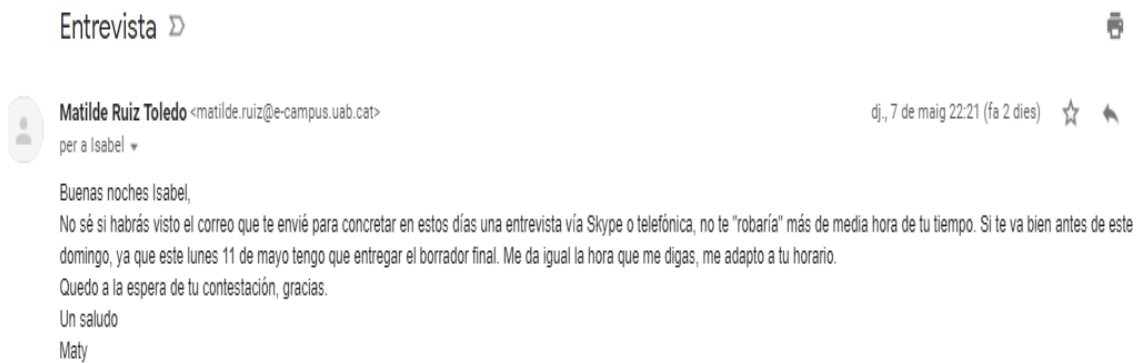 Entrevista
Matilde Ruiz Toledo <matilde.ruiz@e-campus.uab.cat>
dj., 7 de maig 22:21 (fa 2 dies)
per a Isabel
Buenas noches Isabel,
No sé si habrás visto el correo que te envié para concretar en estos días una entrevista vía Skype o telefónica, no te "robaría" más de media hora de tu tiempo. Si te va bien antes de este
domingo, ya que este lunes 11 de mayo tengo que entregar el borrador final. Me da igual la hora que me digas, me adapto a tu horario.
Quedo a la espera de tu contestación, gracias.
Un saludo
Maty